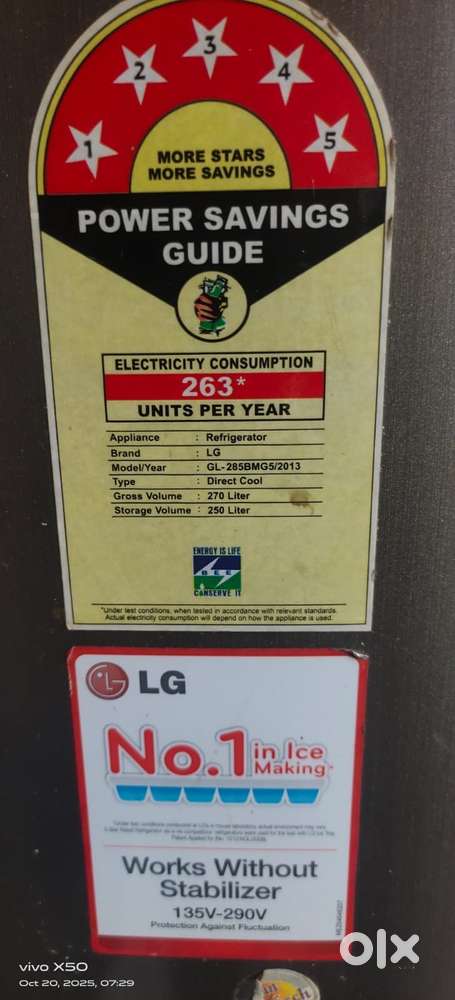 1 2 3 4 5
MORE STARS
MORE SAVINGS
POWER SAVINGS
GUIDE
ELECTRICITY CONSUMPTION
263*
UNITS PER YEAR
Appliance : Refrigerator
Brand : LG
Model/Year : GL-285BMG5/2013
Type : Direct Cool
Gross Volume : 270 Liter
Storage Volume : 250 Liter
ENERGY IS LIFE
BEE
CONSERVE IT
*Under test conditions, when tested in accordance with relevant standards.
Actual electricity consumption will depend on how the appliance is used.
LG
No.1 in Ice
Making*
Works Without
Stabilizer
135V-290V
Protection Against Fluctuation
olx
vivo X50
Oct 20, 2025, 07:29